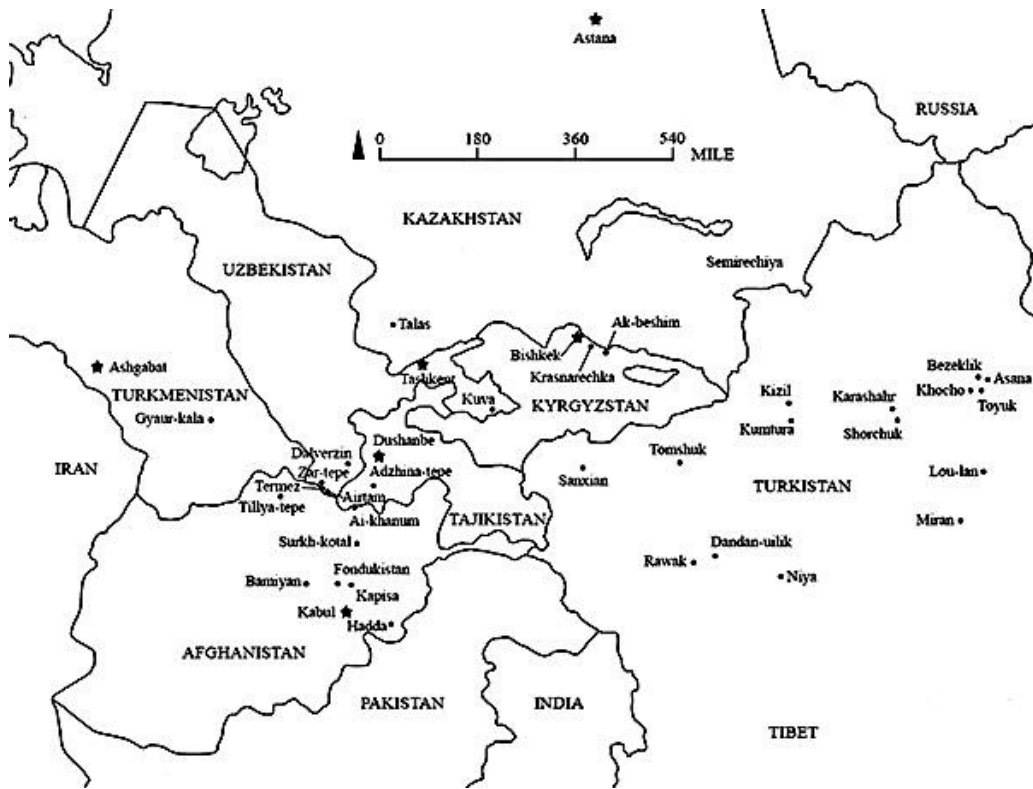 Astana
RUSSIA
0 180 360 540
MILE
KAZAKHSTAN
Semirechiya
UZBEKISTAN
Talas
Ak-beshim
Bishkek
Krasnarechka
Ashgabat
Tashkent
TURKMENISTAN
Kuva
KYRGYZSTAN
Gyaur-kala
Kizil
Kumtura
Karashahr
Shorchuk
Bezeklik
Asana
Khocho
Toyuk
IRAN
Dalverzin
Dushanbe
Zar-tepe
Adzhina-tepe
Termez
Airtam
Tillya-tepe
Ai-khanum
TAJIKISTAN
Sanxian
Tomshuk
TURKISTAN
Lou-lan
Miran
Surkh-kotal
Dandan-uilik
Rawak
Niya
Fondukistan
Bamiyan
Kapisa
Kabul
Hadda
AFGHANISTAN
PAKISTAN
INDIA
TIBET